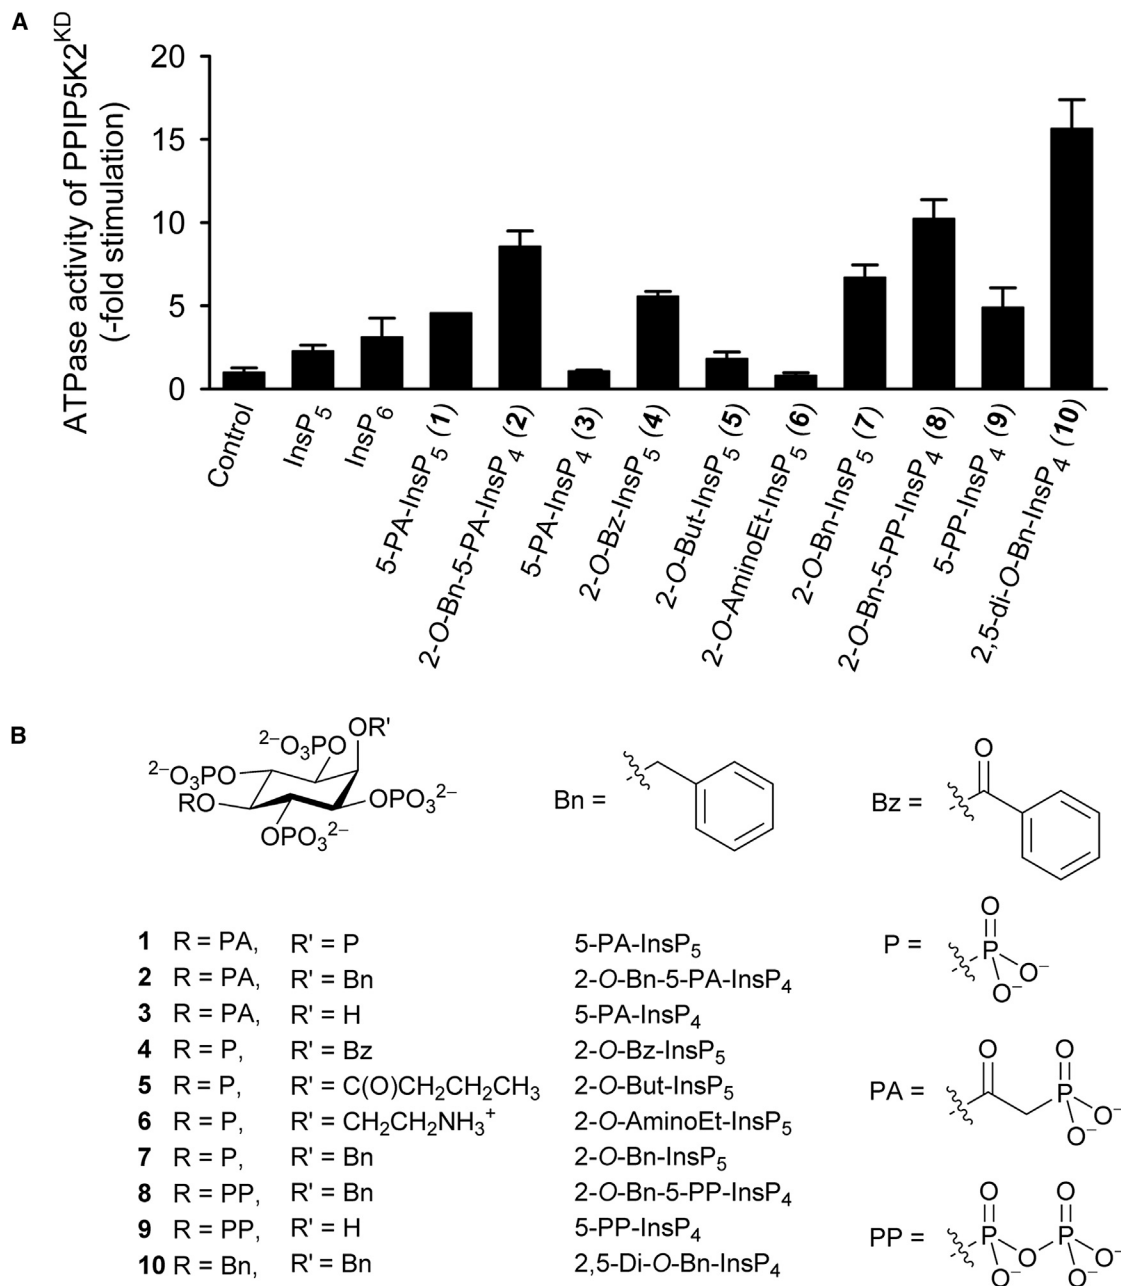 A
ATPase activity of PPIP5K2KD
(-fold stimulation)
20
15
10
5
0
Control
InsP5
InsP6
5-PA-InsP5 (1)
2-O-Bn-5-PA-InsP4 (2)
5-PA-InsP4 (3)
2-O-Bz-InsP5 (4)
2-O-But-InsP5 (5)
2-O-AminoEt-InsP5 (6)
2-O-Bn-InsP5 (7)
2-O-Bn-5-PP-InsP4 (8)
5-PP-InsP4 (9)
2,5-di-O-Bn-InsP4 (10)
B
OR'
2–O3PO
2–O3PO
RO
OPO32–
OPO32–
Bn =
Bz =
O
1 R = PA, R' = P 5-PA-InsP5
2 R = PA, R' = Bn 2-O-Bn-5-PA-InsP4
3 R = PA, R' = H 5-PA-InsP4
4 R = P, R' = Bz 2-O-Bz-InsP5
5 R = P, R' = C(O)CH2CH2CH3 2-O-But-InsP5
6 R = P, R' = CH2CH2NH3+ 2-O-AminoEt-InsP5
7 R = P, R' = Bn 2-O-Bn-InsP5
8 R = PP, R' = Bn 2-O-Bn-5-PP-InsP4
9 R = PP, R' = H 5-PP-InsP4
10 R = Bn, R' = Bn 2,5-Di-O-Bn-InsP4
O
P = P O–
O–
O O
PA = P O–
O–
O O
PP = P O P O–
O– O–